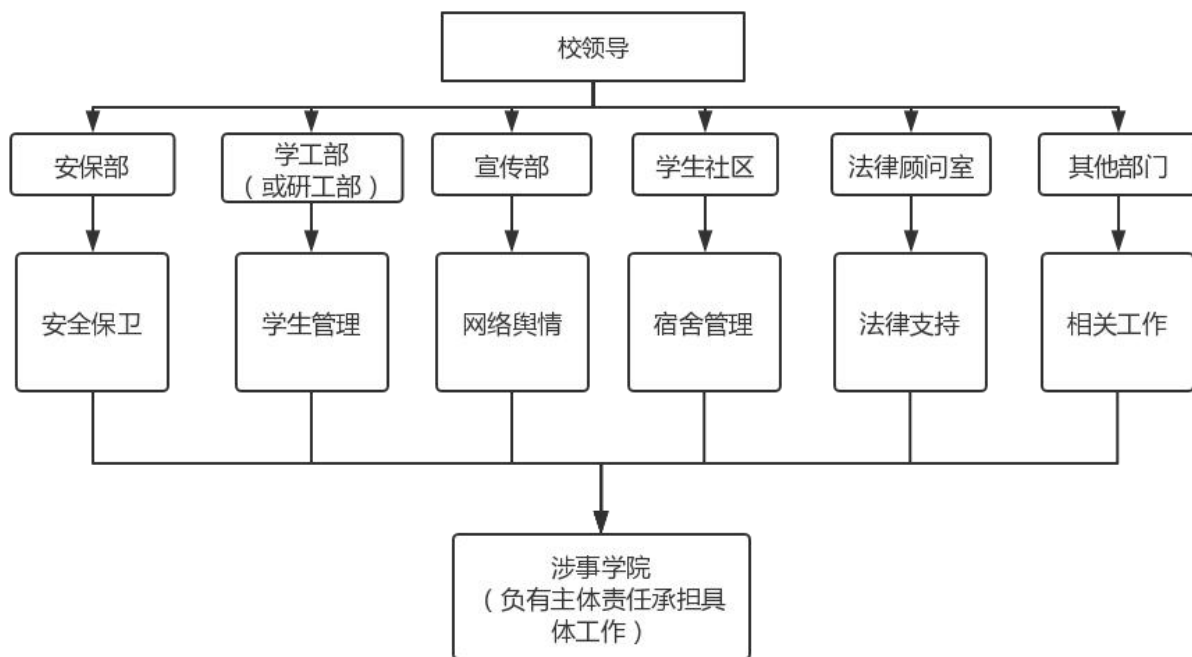 校领导
安保部
学工部
（或研工部）
宣传部
学生社区
法律顾问室
其他部门
安全保卫
学生管理
网络舆情
宿舍管理
法律支持
相关工作
涉事学院
（负有主体责任承担具
体工作）